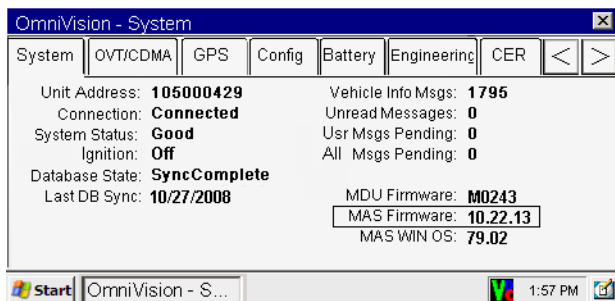 OmniVision - System
System OVT/CDMA GPS Config Battery Engineering CER < >
Unit Address: 105000429
Connection: Connected
System Status: Good
Ignition: Off
Database State: SyncComplete
Last DB Sync: 10/27/2008
Vehicle Info Msgs: 1795
Unread Messages: 0
Usr Msgs Pending: 0
All Msgs Pending: 0
MDU Firmware: M0243
MAS Firmware: 10.22.13
MAS WIN OS: 79.02
Start OmniVision - S... 1:57 PM